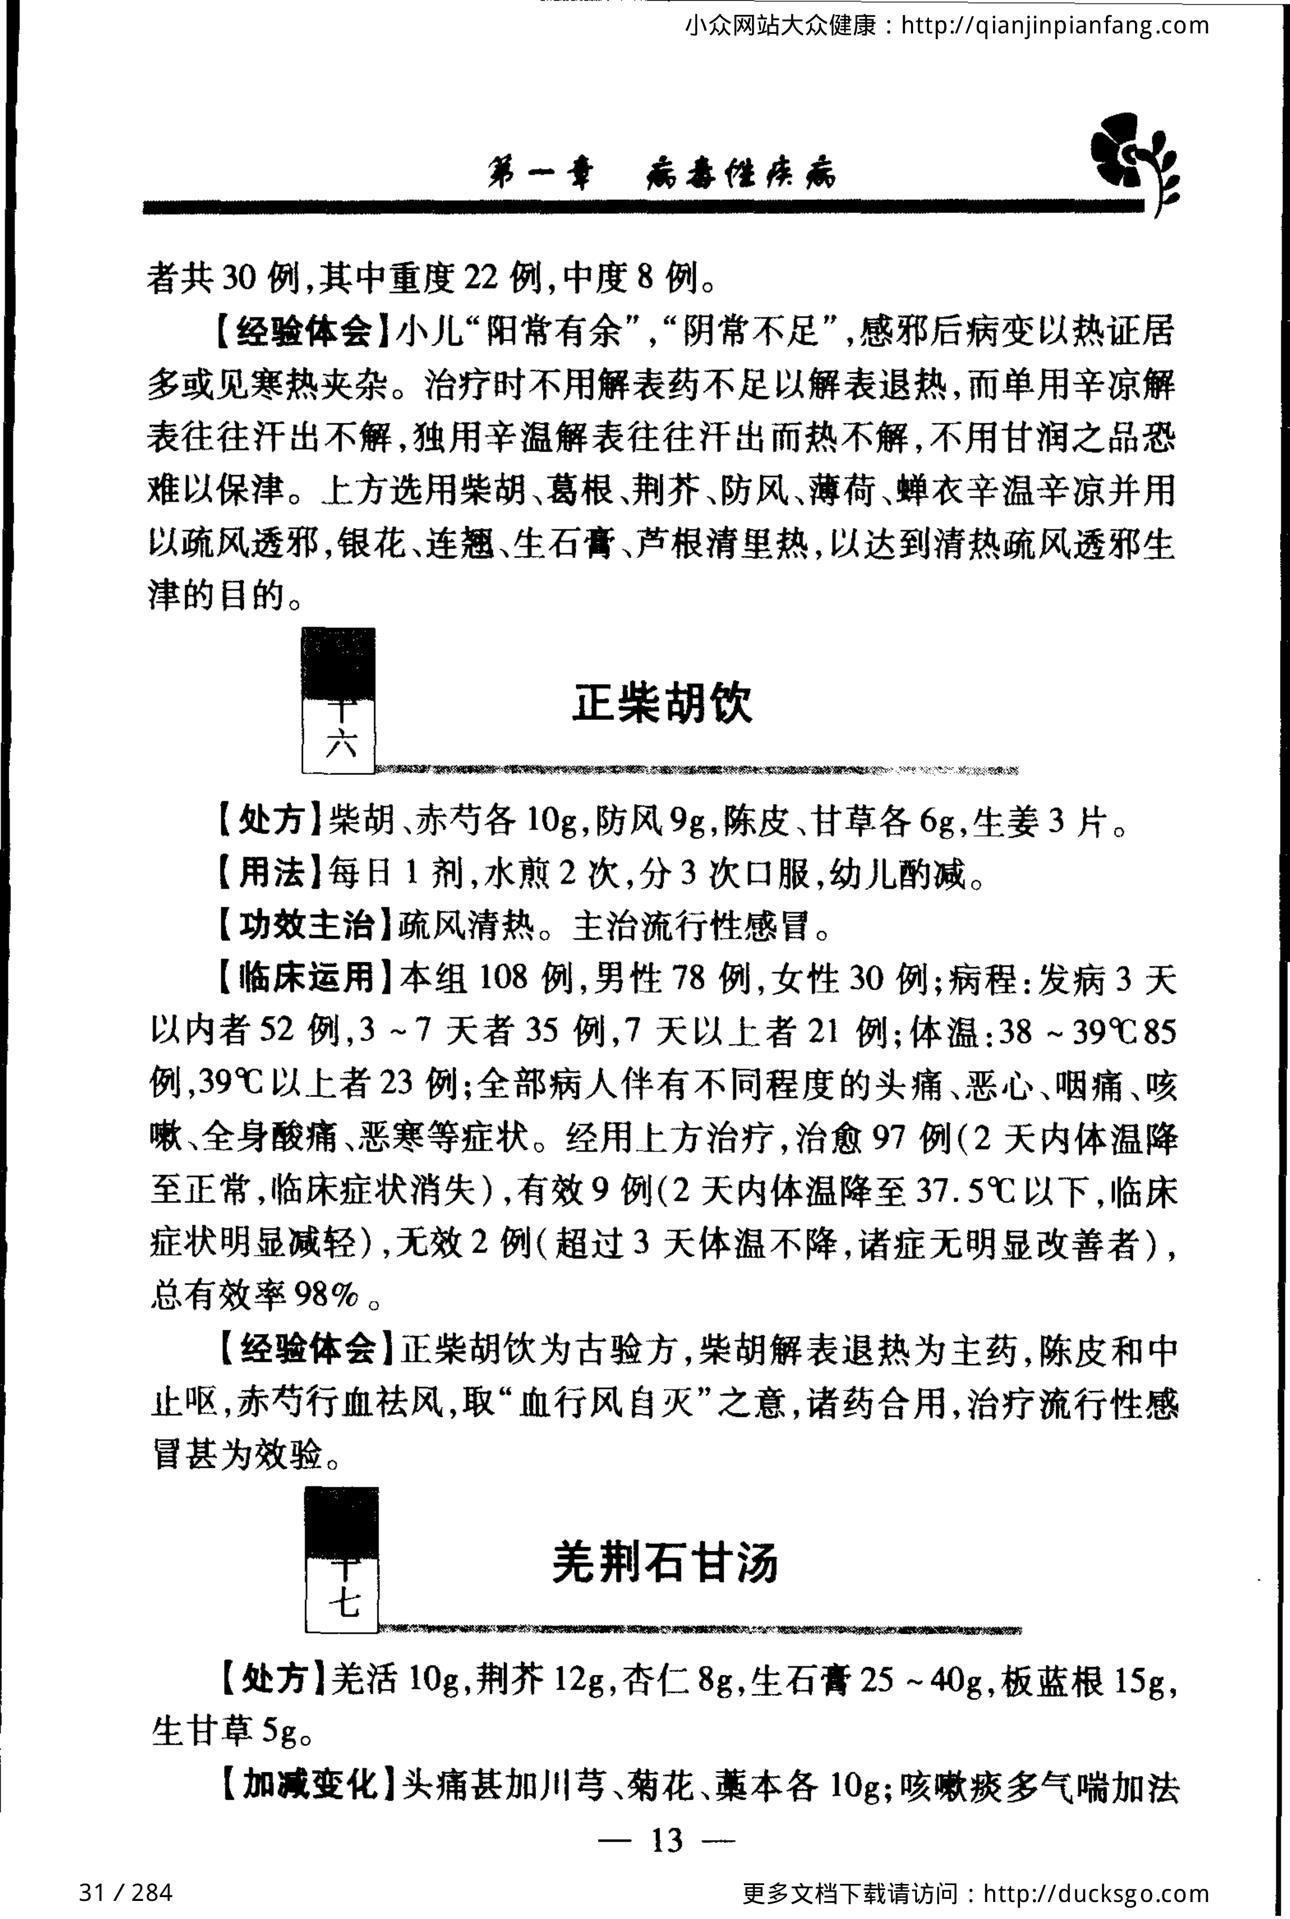 小众网站大众健康：http://qianjinpianfang.com
第一章 病毒性疾病
者共30例,其中重度22例,中度8例。
【经验体会】小儿“阳常有余”,“阴常不足”,感邪后病变以热证居
多或见寒热夹杂。治疗时不用解表药不足以解表退热,而单用辛凉解
表往往汗出不解,独用辛温解表往往汗出而热不解,不用甘润之品恐
难以保津。上方选用柴胡、葛根、荆芥、防风、薄荷、蝉衣辛温辛凉并用
以疏风透邪,银花、连翘、生石膏、芦根清里热,以达到清热疏风透邪生
津的目的。
十六
正柴胡饮
【处方】柴胡、赤芍各10g,防风9g,陈皮、甘草各6g,生姜3片。
【用法】每日1剂,水煎2次,分3次口服,幼儿酌减。
【功效主治】疏风清热。主治流行性感冒。
【临床运用】本组108例,男性78例,女性30例;病程:发病3天
以内者52例,3~7天者35例,7天以上者21例;体温:38~39℃85
例,39℃以上者23例;全部病人伴有不同程度的头痛、恶心、咽痛、咳
嗽、全身酸痛、恶寒等症状。经用上方治疗,治愈97例(2天内体温降
至正常,临床症状消失),有效9例(2天内体温降至37.5℃以下,临床
症状明显减轻),无效2例(超过3天体温不降,诸症无明显改善者),
总有效率98%。
【经验体会】正柴胡饮为古验方,柴胡解表退热为主药,陈皮和中
止呕,赤芍行血祛风,取“血行风自灭”之意,诸药合用,治疗流行性感
冒甚为效验。
十七
羌荆石甘汤
【处方】羌活10g,荆芥12g,杏仁8g,生石膏25~40g,板蓝根15g,
生甘草5g。
【加减变化】头痛甚加川芎、菊花、藁本各10g;咳嗽痰多气喘加法
— 13 —
31 / 284
更多文档下载请访问：http://ducksgo.com